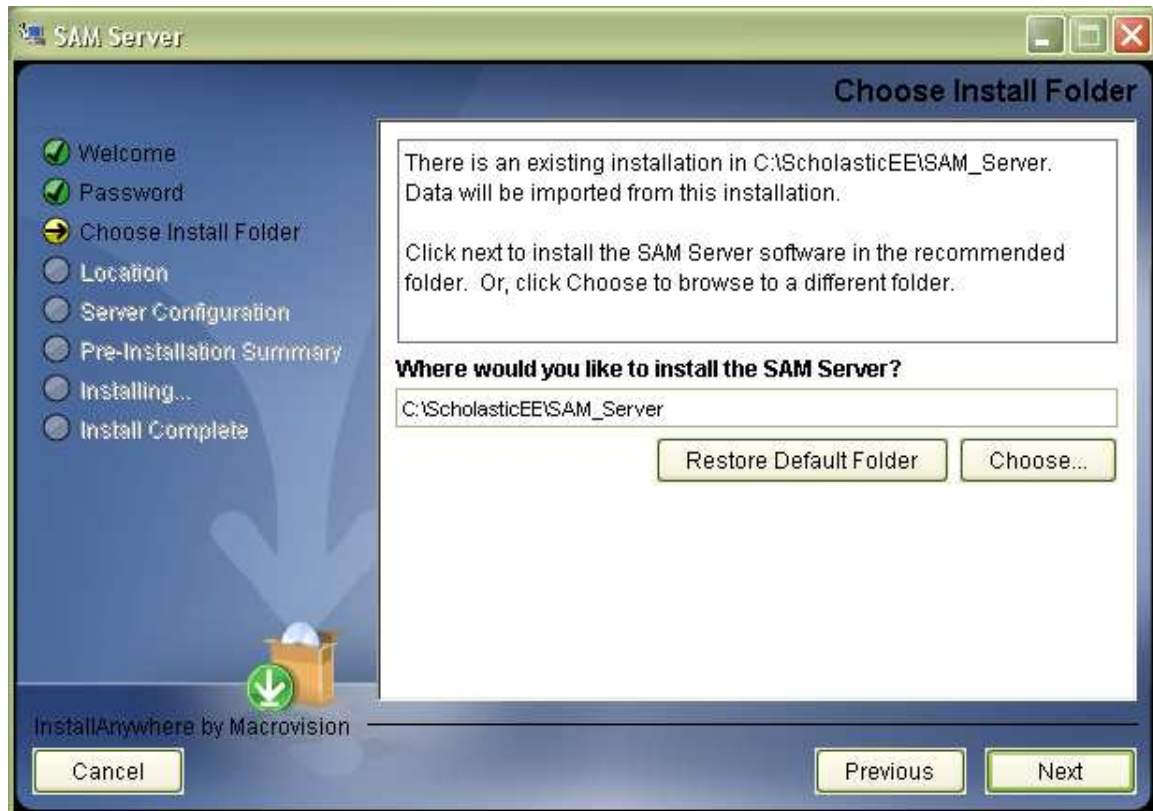 SAM Server
Choose Install Folder
Welcome
Password
Choose Install Folder
Location
Server Configuration
Pre-Installation Summary
Installing...
Install Complete
There is an existing installation in C:\ScholasticEE\SAM_Server.
Data will be imported from this installation.
Click next to install the SAM Server software in the recommended
folder.  Or, click Choose to browse to a different folder.
Where would you like to install the SAM Server?
C:\ScholasticEE\SAM_Server
Restore Default Folder
Choose...
InstallAnywhere by Macrovision
Cancel
Previous
Next